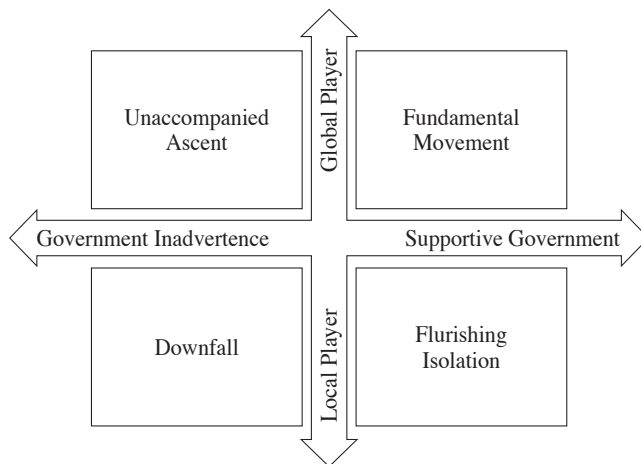 Global Player
Unaccompanied
Ascent
Fundamental
Movement
Government Inadvertence
Supportive Government
Downfall
Local Player
Flurishing
Isolation